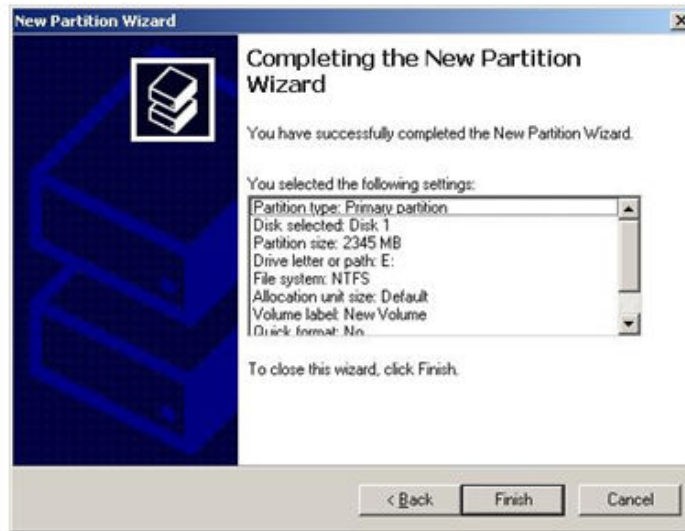 New Partition Wizard
Completing the New Partition
Wizard
You have successfully completed the New Partition Wizard.
You selected the following settings:
Partition type: Primary partition
Disk selected: Disk 1
Partition size: 2345 MB
Drive letter or path: E:
File system: NTFS
Allocation unit size: Default
Volume label: New Volume
Quick format: No
To close this wizard, click Finish.
< Back
Finish
Cancel